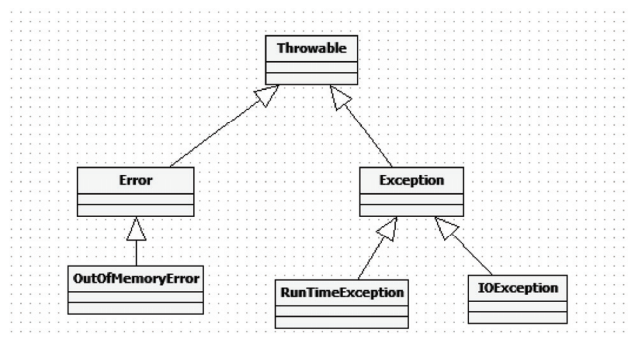 Throwable
Error
Exception
OutOfMemoryError
RunTimeException
IOException